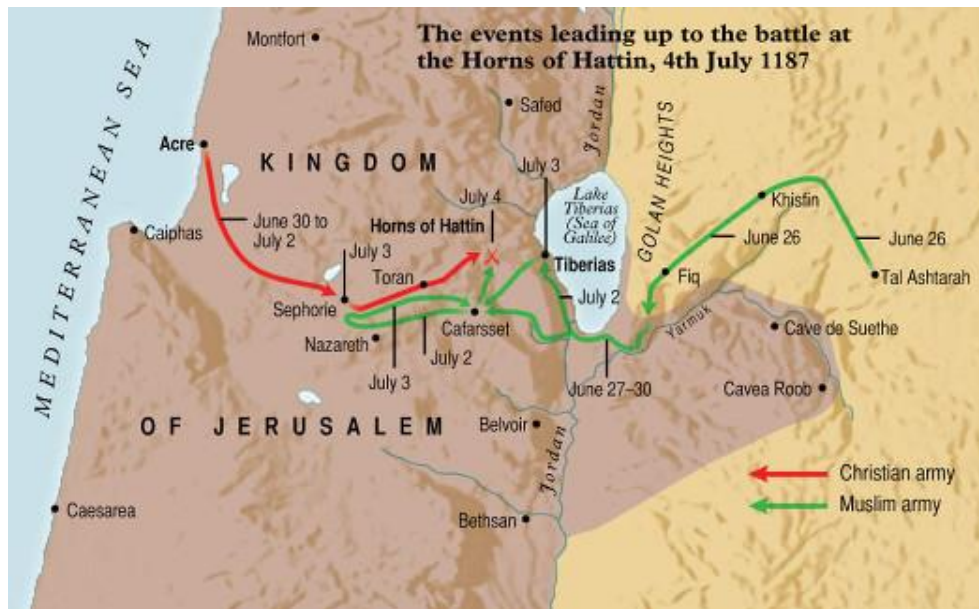 The events leading up to the battle at
the Horns of Hattin, 4th July 1187
Montfort
Safed
Jordan
MEDITERRANEAN SEA
Acre
KINGDOM
July 3
GOLAN HEIGHTS
July 4
Lake
Tiberias
(Sea of
Galilee)
Khisfin
June 30 to
July 2
Horns of Hattin
Caiphas
June 26
June 26
July 3
Toran
Tiberias
Fiq
Tal Ashtarah
July 2
Sephorie
Cafarsset
Yarmuk
Cave de Suethe
Nazareth
July 2
July 3
June 27–30
Cavea Roob
OF JERUSALEM
Belvoir
Jordan
Christian army
Muslim army
Caesarea
Bethsan